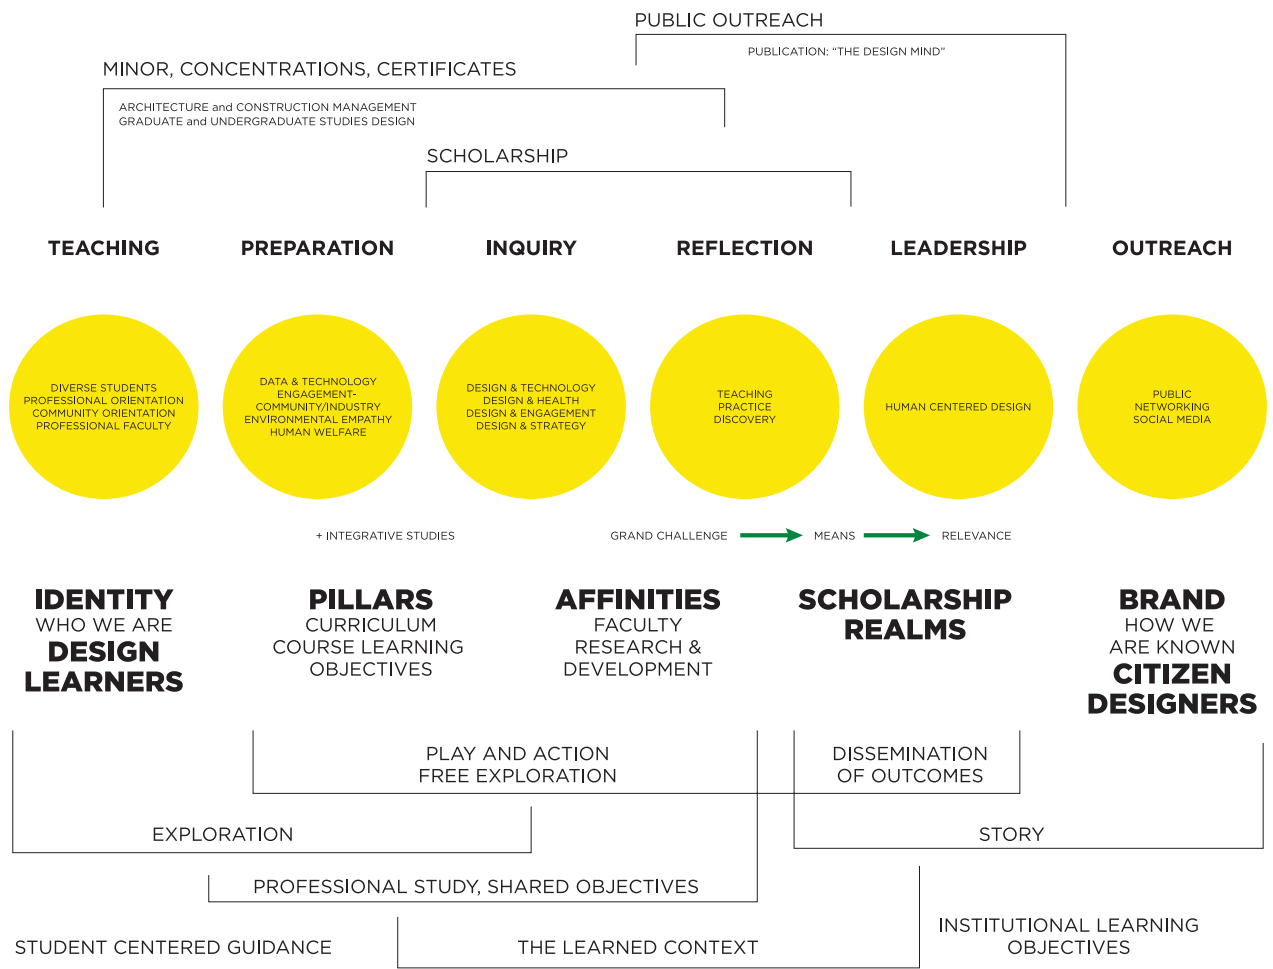 PUBLIC OUTREACH
PUBLICATION: “THE DESIGN MIND”
MINOR, CONCENTRATIONS, CERTIFICATES
ARCHITECTURE and CONSTRUCTION MANAGEMENT
GRADUATE and UNDERGRADUATE STUDIES DESIGN
SCHOLARSHIP
TEACHING
PREPARATION
INQUIRY
REFLECTION
LEADERSHIP
OUTREACH
DIVERSE STUDENTS
PROFESSIONAL ORIENTATION
COMMUNITY ORIENTATION
PROFESSIONAL FACULTY
DATA & TECHNOLOGY
ENGAGEMENT-
COMMUNITY/INDUSTRY
ENVIRONMENTAL EMPATHY
HUMAN WELFARE
DESIGN & TECHNOLOGY
DESIGN & HEALTH
DESIGN & ENGAGEMENT
DESIGN & STRATEGY
TEACHING
PRACTICE
DISCOVERY
HUMAN CENTERED DESIGN
PUBLIC
NETWORKING
SOCIAL MEDIA
+ INTEGRATIVE STUDIES
GRAND CHALLENGE
MEANS
RELEVANCE
IDENTITY
WHO WE ARE
DESIGN
LEARNERS
PILLARS
CURRICULUM
COURSE LEARNING
OBJECTIVES
AFFINITIES
FACULTY
RESEARCH &
DEVELOPMENT
SCHOLARSHIP
REALMS
BRAND
HOW WE
ARE KNOWN
CITIZEN
DESIGNERS
PLAY AND ACTION
FREE EXPLORATION
DISSEMINATION
OF OUTCOMES
EXPLORATION
STORY
PROFESSIONAL STUDY, SHARED OBJECTIVES
STUDENT CENTERED GUIDANCE
THE LEARNED CONTEXT
INSTITUTIONAL LEARNING
OBJECTIVES